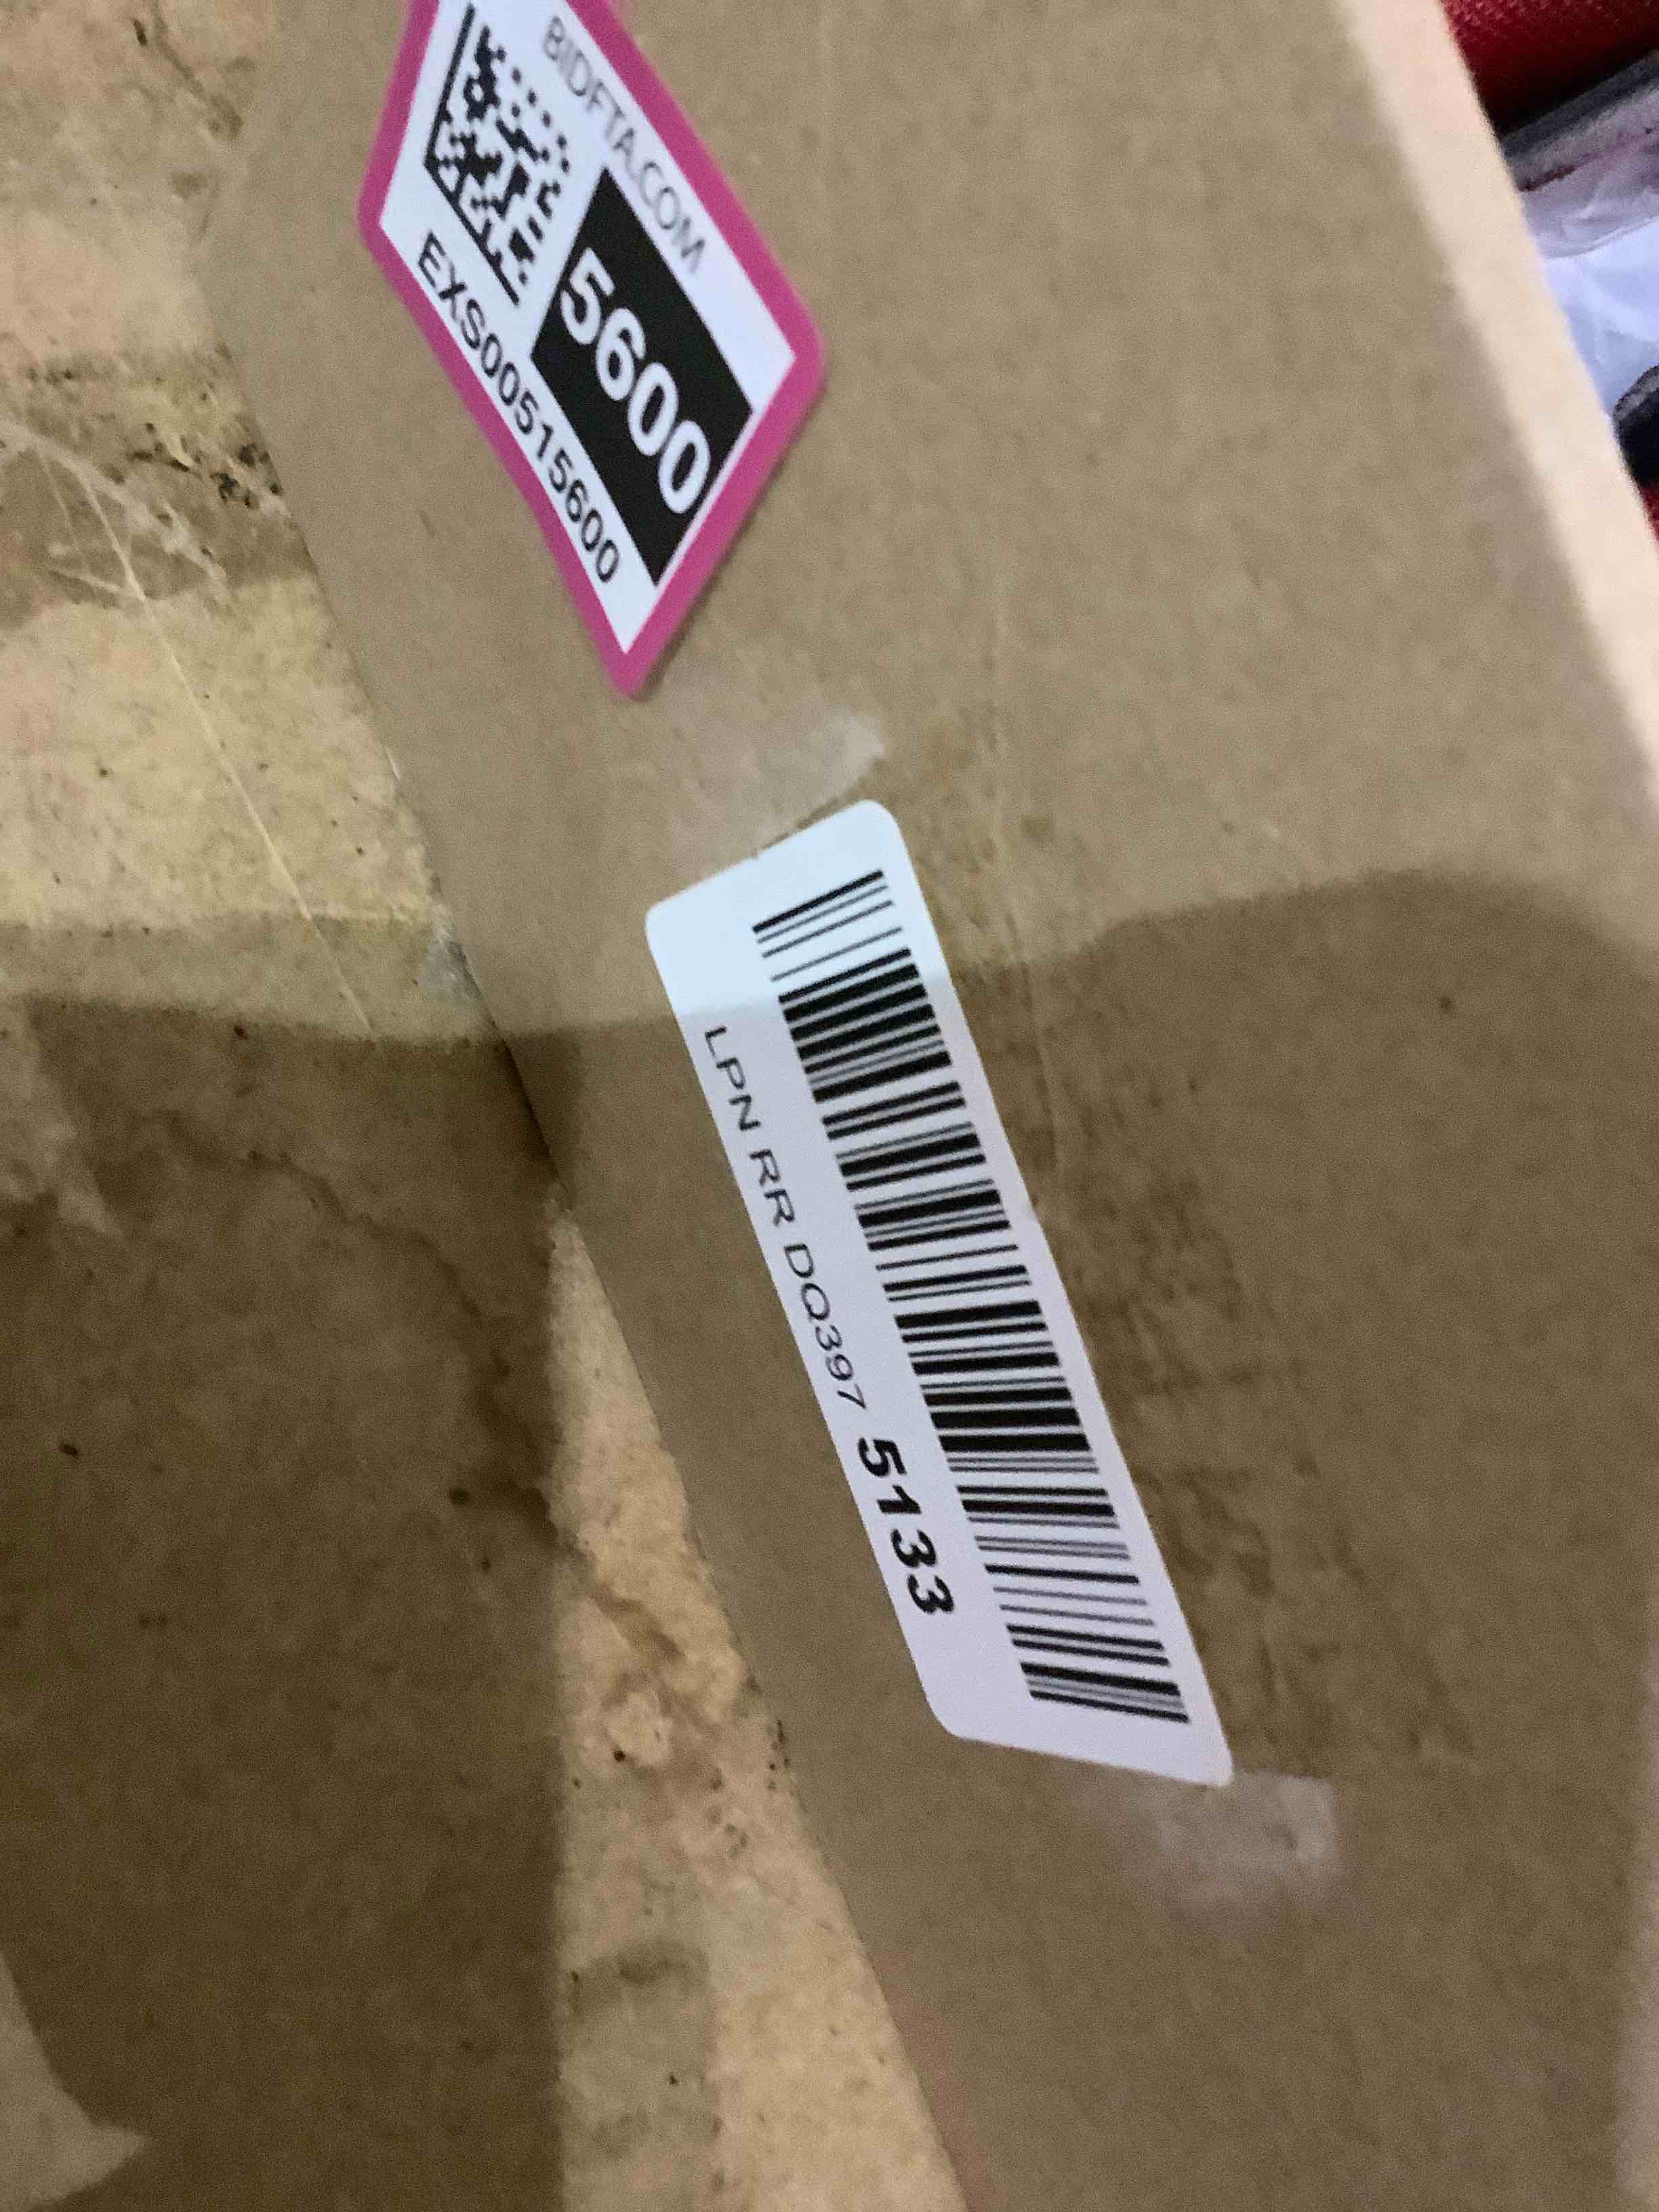 BIDFTA.COM
5600
EXS00515600
LPN RR DQ397 5133